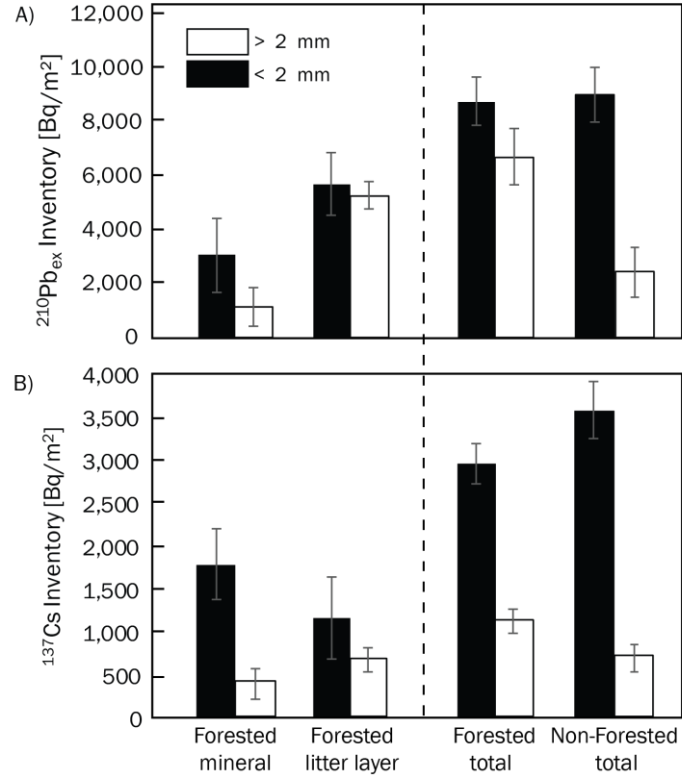 A)
12,000
10,000
8,000
6,000
4,000
2,000
0
210Pbex Inventory [Bq/m²]
> 2 mm
< 2 mm
B)
4,000
3,500
3,000
2,500
2,000
1,500
1,000
500
0
137Cs Inventory [Bq/m²]
Forested mineral
Forested litter layer
Forested total
Non-Forested total